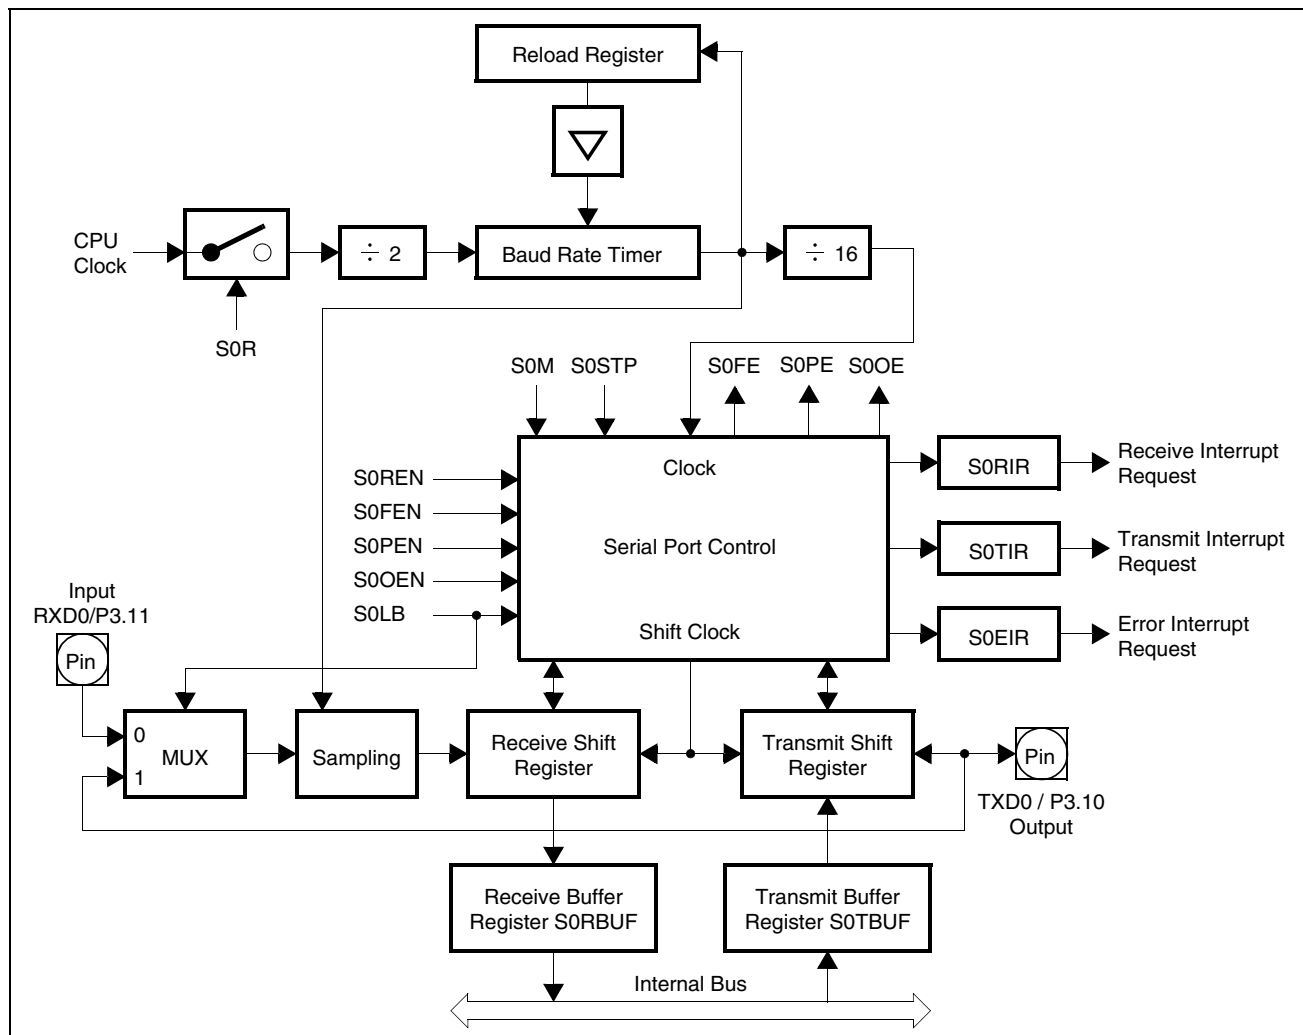 Reload Register
CPU
Clock
÷ 2
Baud Rate Timer
÷ 16
S0R
S0M
S0STP
S0FE
S0PE
S0OE
S0REN
S0FEN
S0PEN
S0OEN
S0LB
Clock
Serial Port Control
Shift Clock
S0RIR
Receive Interrupt
Request
S0TIR
Transmit Interrupt
Request
S0EIR
Error Interrupt
Request
Input
RXD0/P3.11
Pin
0
MUX
1
Sampling
Receive Shift
Register
Transmit Shift
Register
Pin
TXD0 / P3.10
Output
Receive Buffer
Register S0RBUF
Transmit Buffer
Register S0TBUF
Internal Bus